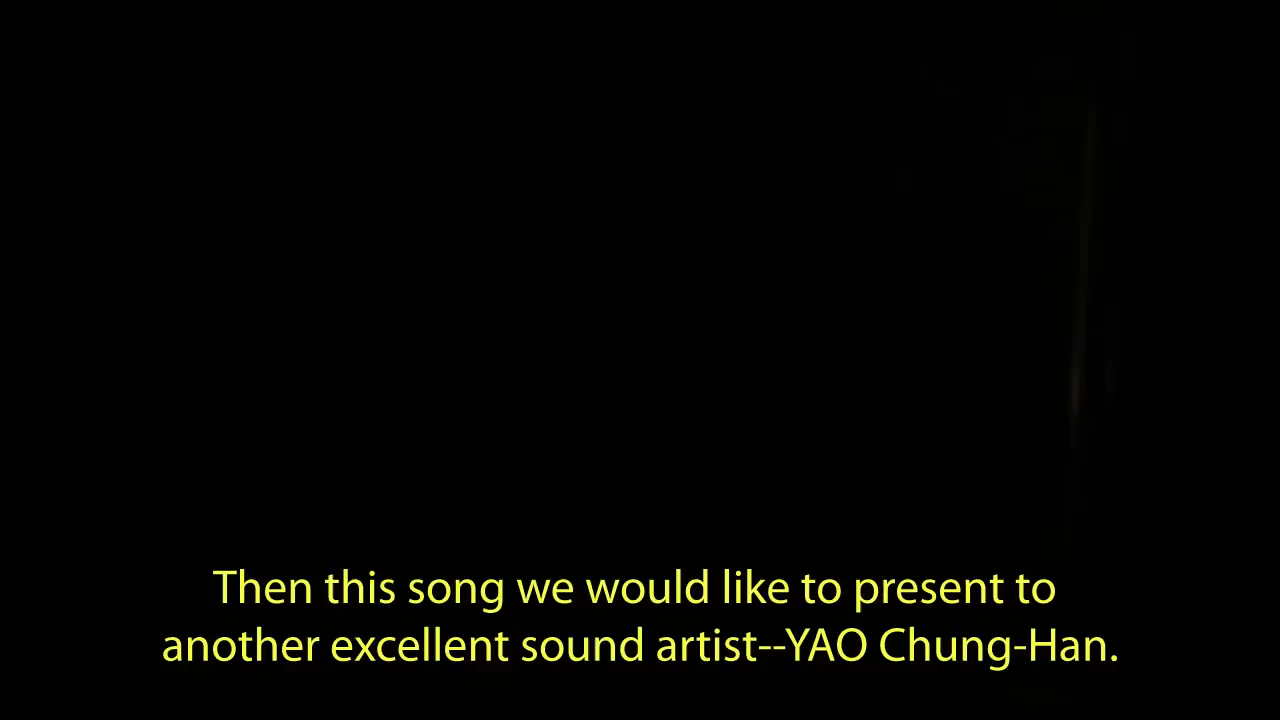 Then this song we would like to present to
another excellent sound artist--YAO Chung-Han.